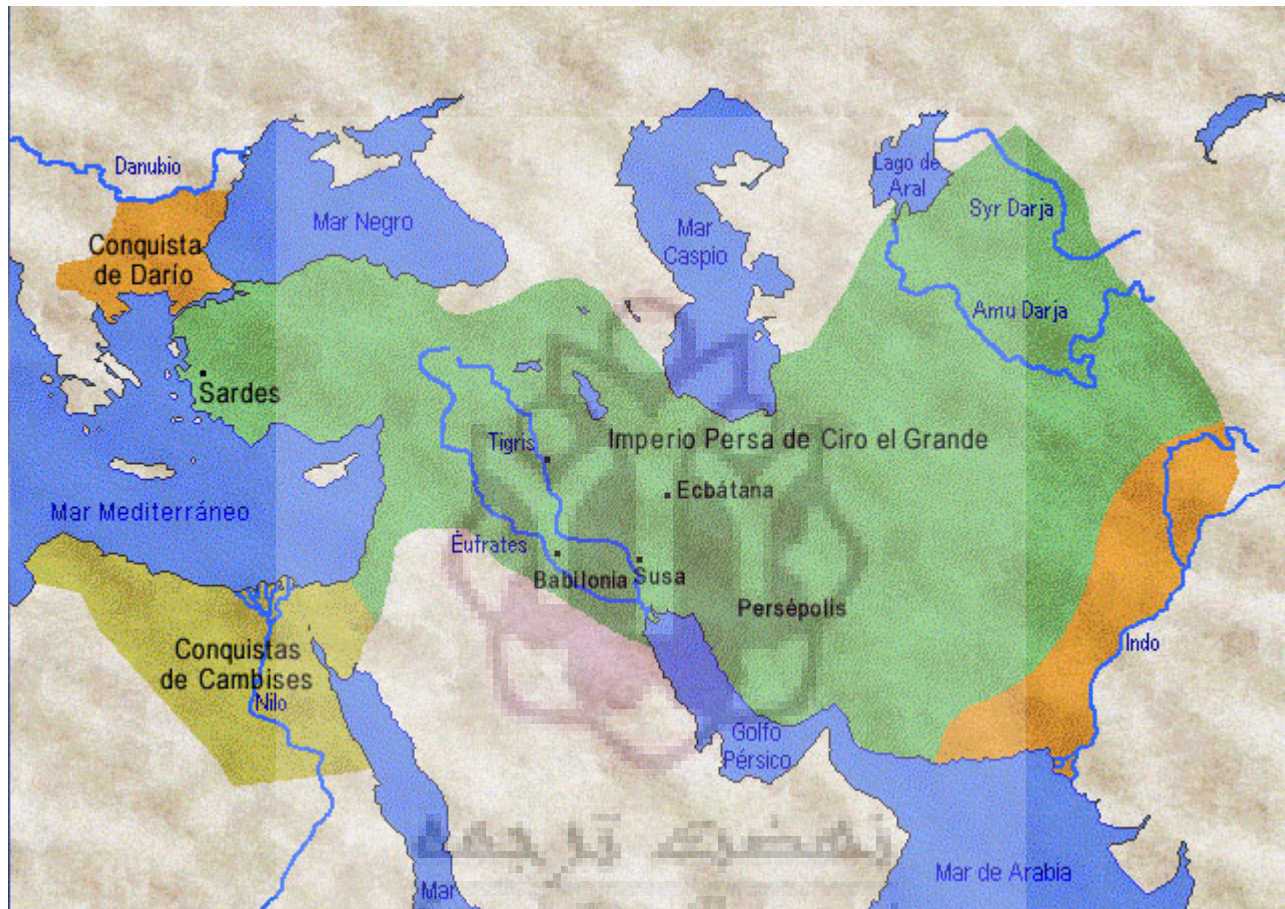 Danubio
Mar Negro
Mar
Caspio
Lago de
Aral
Syr Darja
Conquista
de Darío
Amu Darja
Sardes
Tigris
Imperio Persa de Ciro el Grande
Ecbátana
Mar Mediterráneo
Éufrates
Babilonia
Susa
Persépolis
Conquistas
de Cambises
Nilo
Indo
Golfo
Pérsico
Mar
Mar de Arabia
نهضت ترجمه